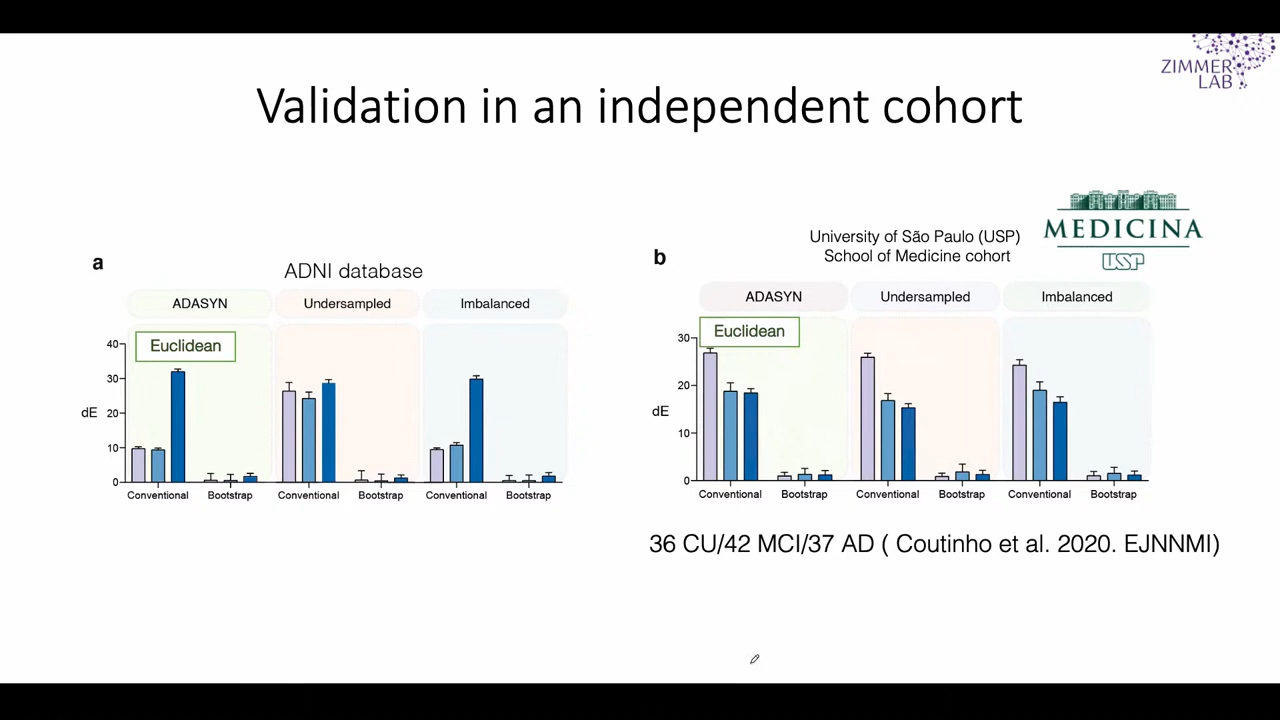 ZIMMER
LAB
Validation in an independent cohort
a
ADNI database
ADASYN
Undersampled
Imbalanced
Euclidean
40
30
20
10
0
dE
Conventional
Bootstrap
Conventional
Bootstrap
Conventional
Bootstrap
b
University of São Paulo (USP)
School of Medicine cohort
MEDICINA
USP
ADASYN
Undersampled
Imbalanced
Euclidean
30
20
10
0
dE
Conventional
Bootstrap
Conventional
Bootstrap
Conventional
Bootstrap
36 CU/42 MCI/37 AD ( Coutinho et al. 2020. EJNNMI)